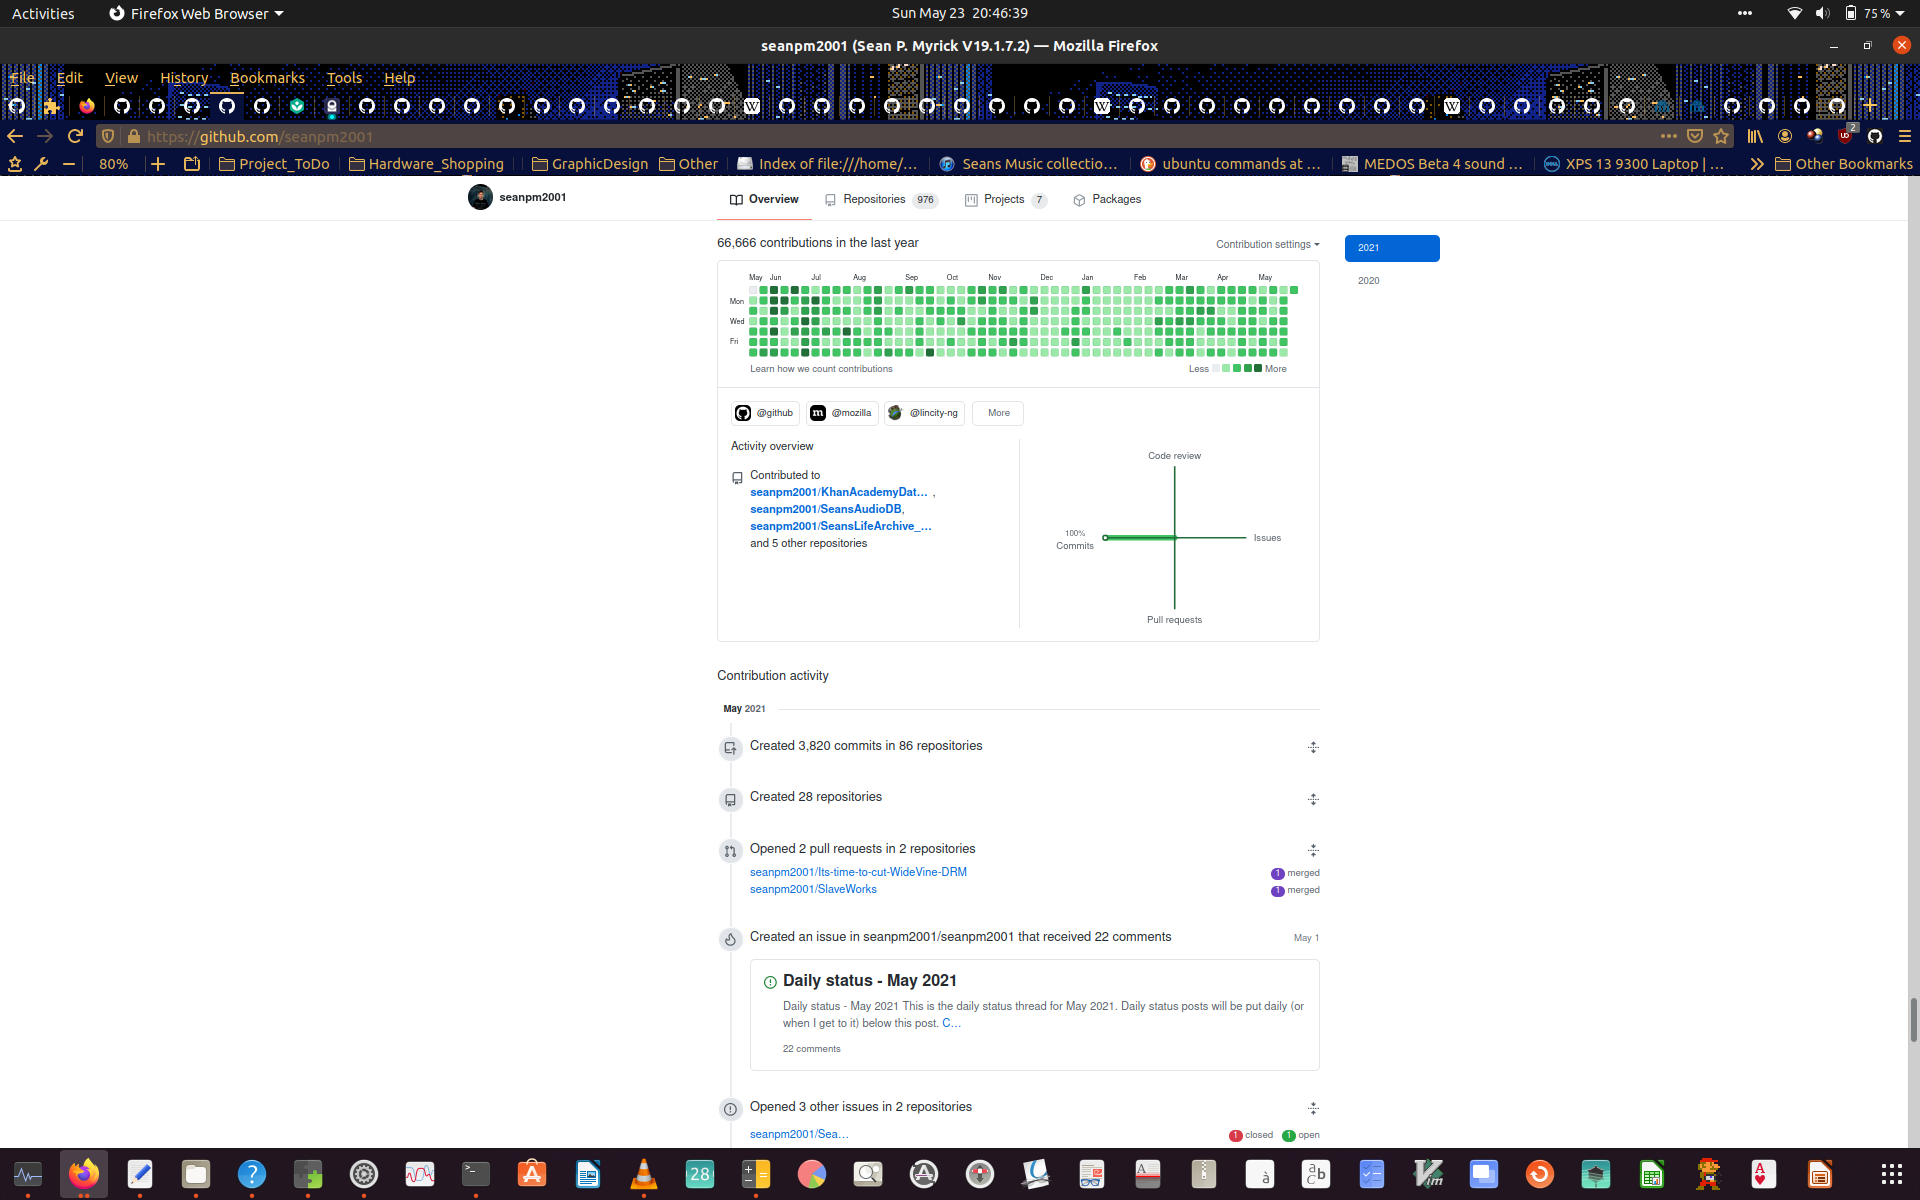 Activities
Firefox Web Browser
Sun May 23 20:46:39
75 %
seanpm2001 (Sean P. Myrick V19.1.7.2) — Mozilla Firefox
File Edit View History Bookmarks Tools Help
https://github.com/seanpm2001
2
80%
Project_ToDo
Hardware_Shopping
GraphicDesign
Other
Index of file:///home/...
Seans Music collectio...
ubuntu commands at ...
MEDOS Beta 4 sound ...
XPS 13 9300 Laptop | ...
Other Bookmarks
seanpm2001
Overview
Repositories 976
Projects 7
Packages
66,666 contributions in the last year
Contribution settings
2021
2020
May Jun Jul Aug Sep Oct Nov Dec Jan Feb Mar Apr May
Mon
Wed
Fri
Learn how we count contributions
Less More
@github
@mozilla
@lincity-ng
More
Activity overview
Contributed to
seanpm2001/KhanAcademyDat... ,
seanpm2001/SeansAudioDB,
seanpm2001/SeansLifeArchive_...
and 5 other repositories
Code review
100%
Commits
Issues
Pull requests
Contribution activity
May 2021
Created 3,820 commits in 86 repositories
Created 28 repositories
Opened 2 pull requests in 2 repositories
seanpm2001/Its-time-to-cut-WideVine-DRM
1 merged
seanpm2001/SlaveWorks
1 merged
Created an issue in seanpm2001/seanpm2001 that received 22 comments
May 1
Daily status - May 2021
Daily status - May 2021 This is the daily status thread for May 2021. Daily status posts will be put daily (or
when I get to it) below this post. C...
22 comments
Opened 3 other issues in 2 repositories
seanpm2001/Sea...
1 closed 1 open
28